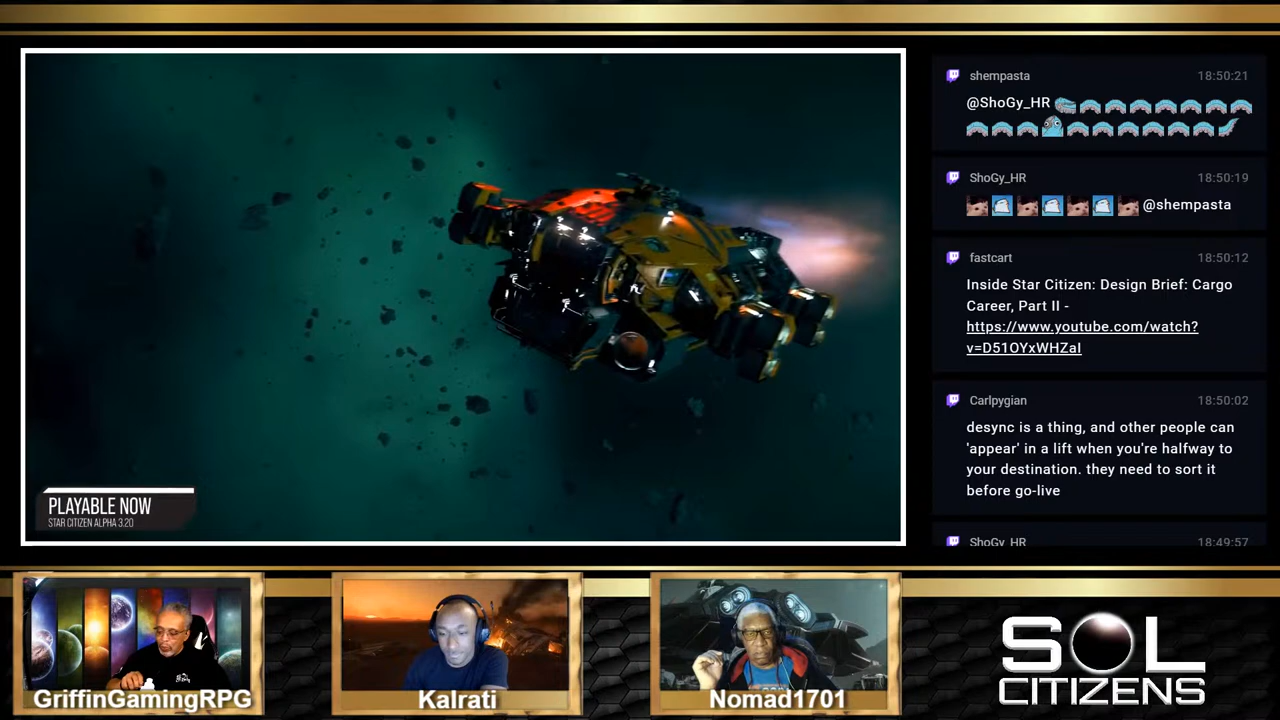 shempasta 18:50:21
@ShoGy_HR
ShoGy_HR 18:50:19
@shempasta
fastcart 18:50:12
Inside Star Citizen: Design Brief: Cargo
Career, Part II -
https://www.youtube.com/watch?
v=D51OYxWHZaI
Carlpygian 18:50:02
desync is a thing, and other people can
'appear' in a lift when you're halfway to
your destination. they need to sort it
before go-live
ShoGy_HR 18:49:57
PLAYABLE NOW
STAR CITIZEN ALPHA 3.20
GriffinGamingRPG
Kalrati
Nomad1701
SOL
CITIZENS